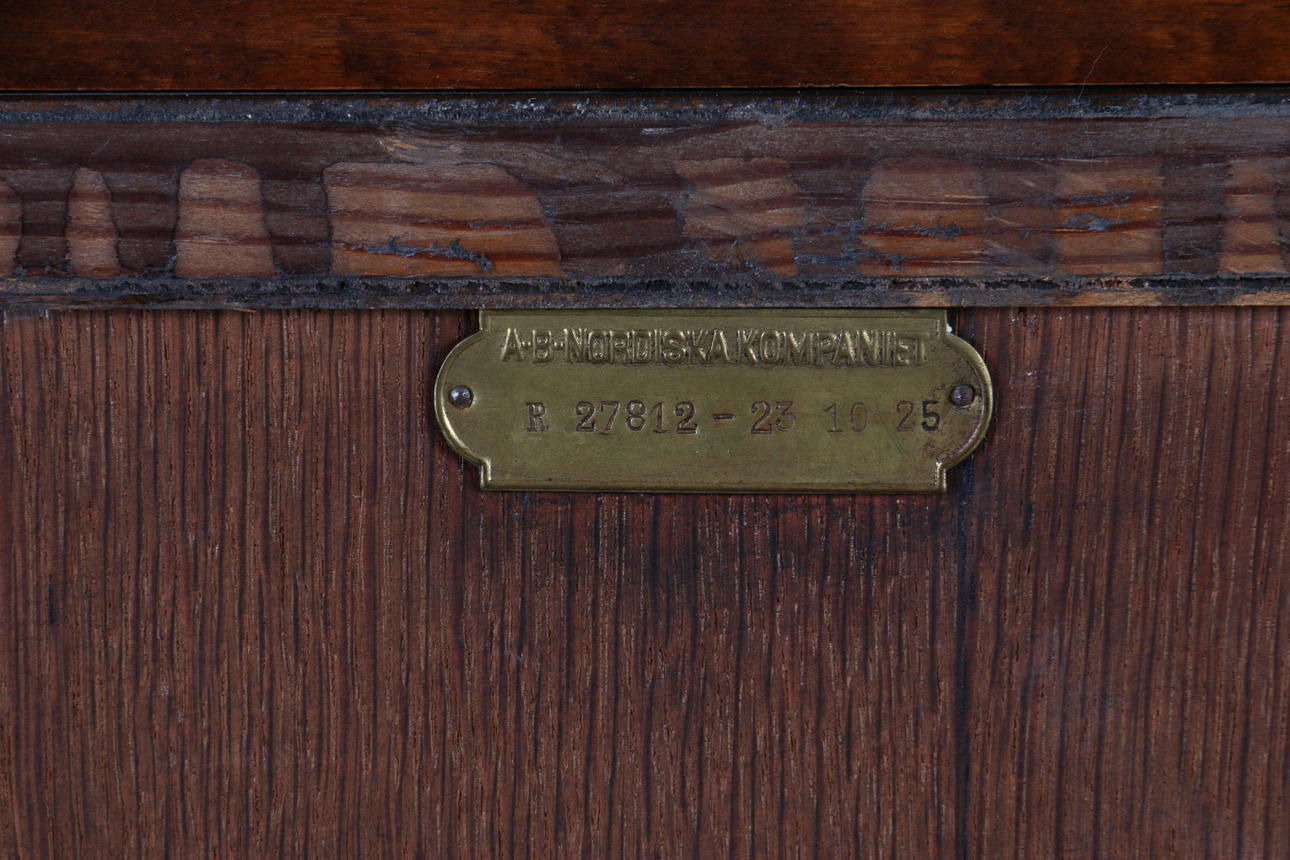 A·B·NORDISKA KOMPANIET
R 27812 - 23 10 25